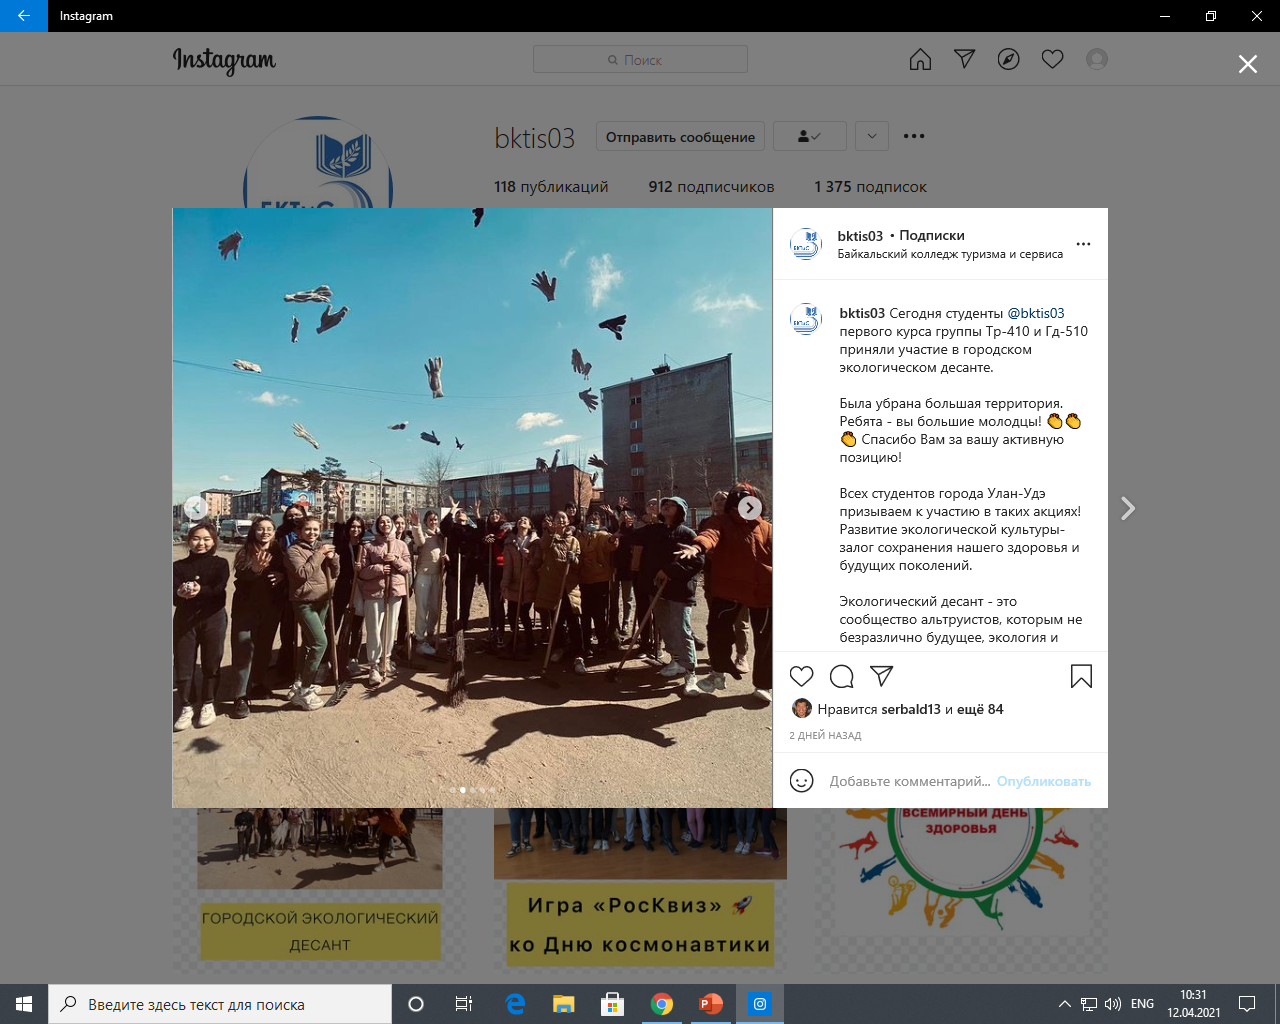 Instagram
Instagram
Поиск
bktis03
Отправить сообщение
118 публикаций
912 подписчиков
1 375 подписок
bktis03 • Подписки
Байкальский колледж туризма и сервиса
bktis03 Сегодня студенты @bktis03
первого курса группы Тр-410 и Гд-510
приняли участие в городском
экологическом десанте.
Была убрана большая территория.
Ребята - вы большие молодцы! 👏👏
👏 Спасибо Вам за вашу активную
позицию!
Всех студентов города Улан-Удэ
призываем к участию в таких акциях!
Развитие экологической культуры-
залог сохранения нашего здоровья и
будущих поколений.
Экологический десант - это
сообщество альтруистов, которым не
безразлично будущее, экология и
Нравится serbald13 и ещё 84
2 ДНЕЙ НАЗАД
Добавьте комментарий... Опубликовать
ГОРОДСКОЙ ЭКОЛОГИЧЕСКИЙ
ДЕСАНТ
Игра «РосКвиз» 🚀
ко Дню космонавтики
ВСЕМИРНЫЙ ДЕНЬ
ЗДОРОВЬЯ
Введите здесь текст для поиска
ENG
10:31
12.04.2021